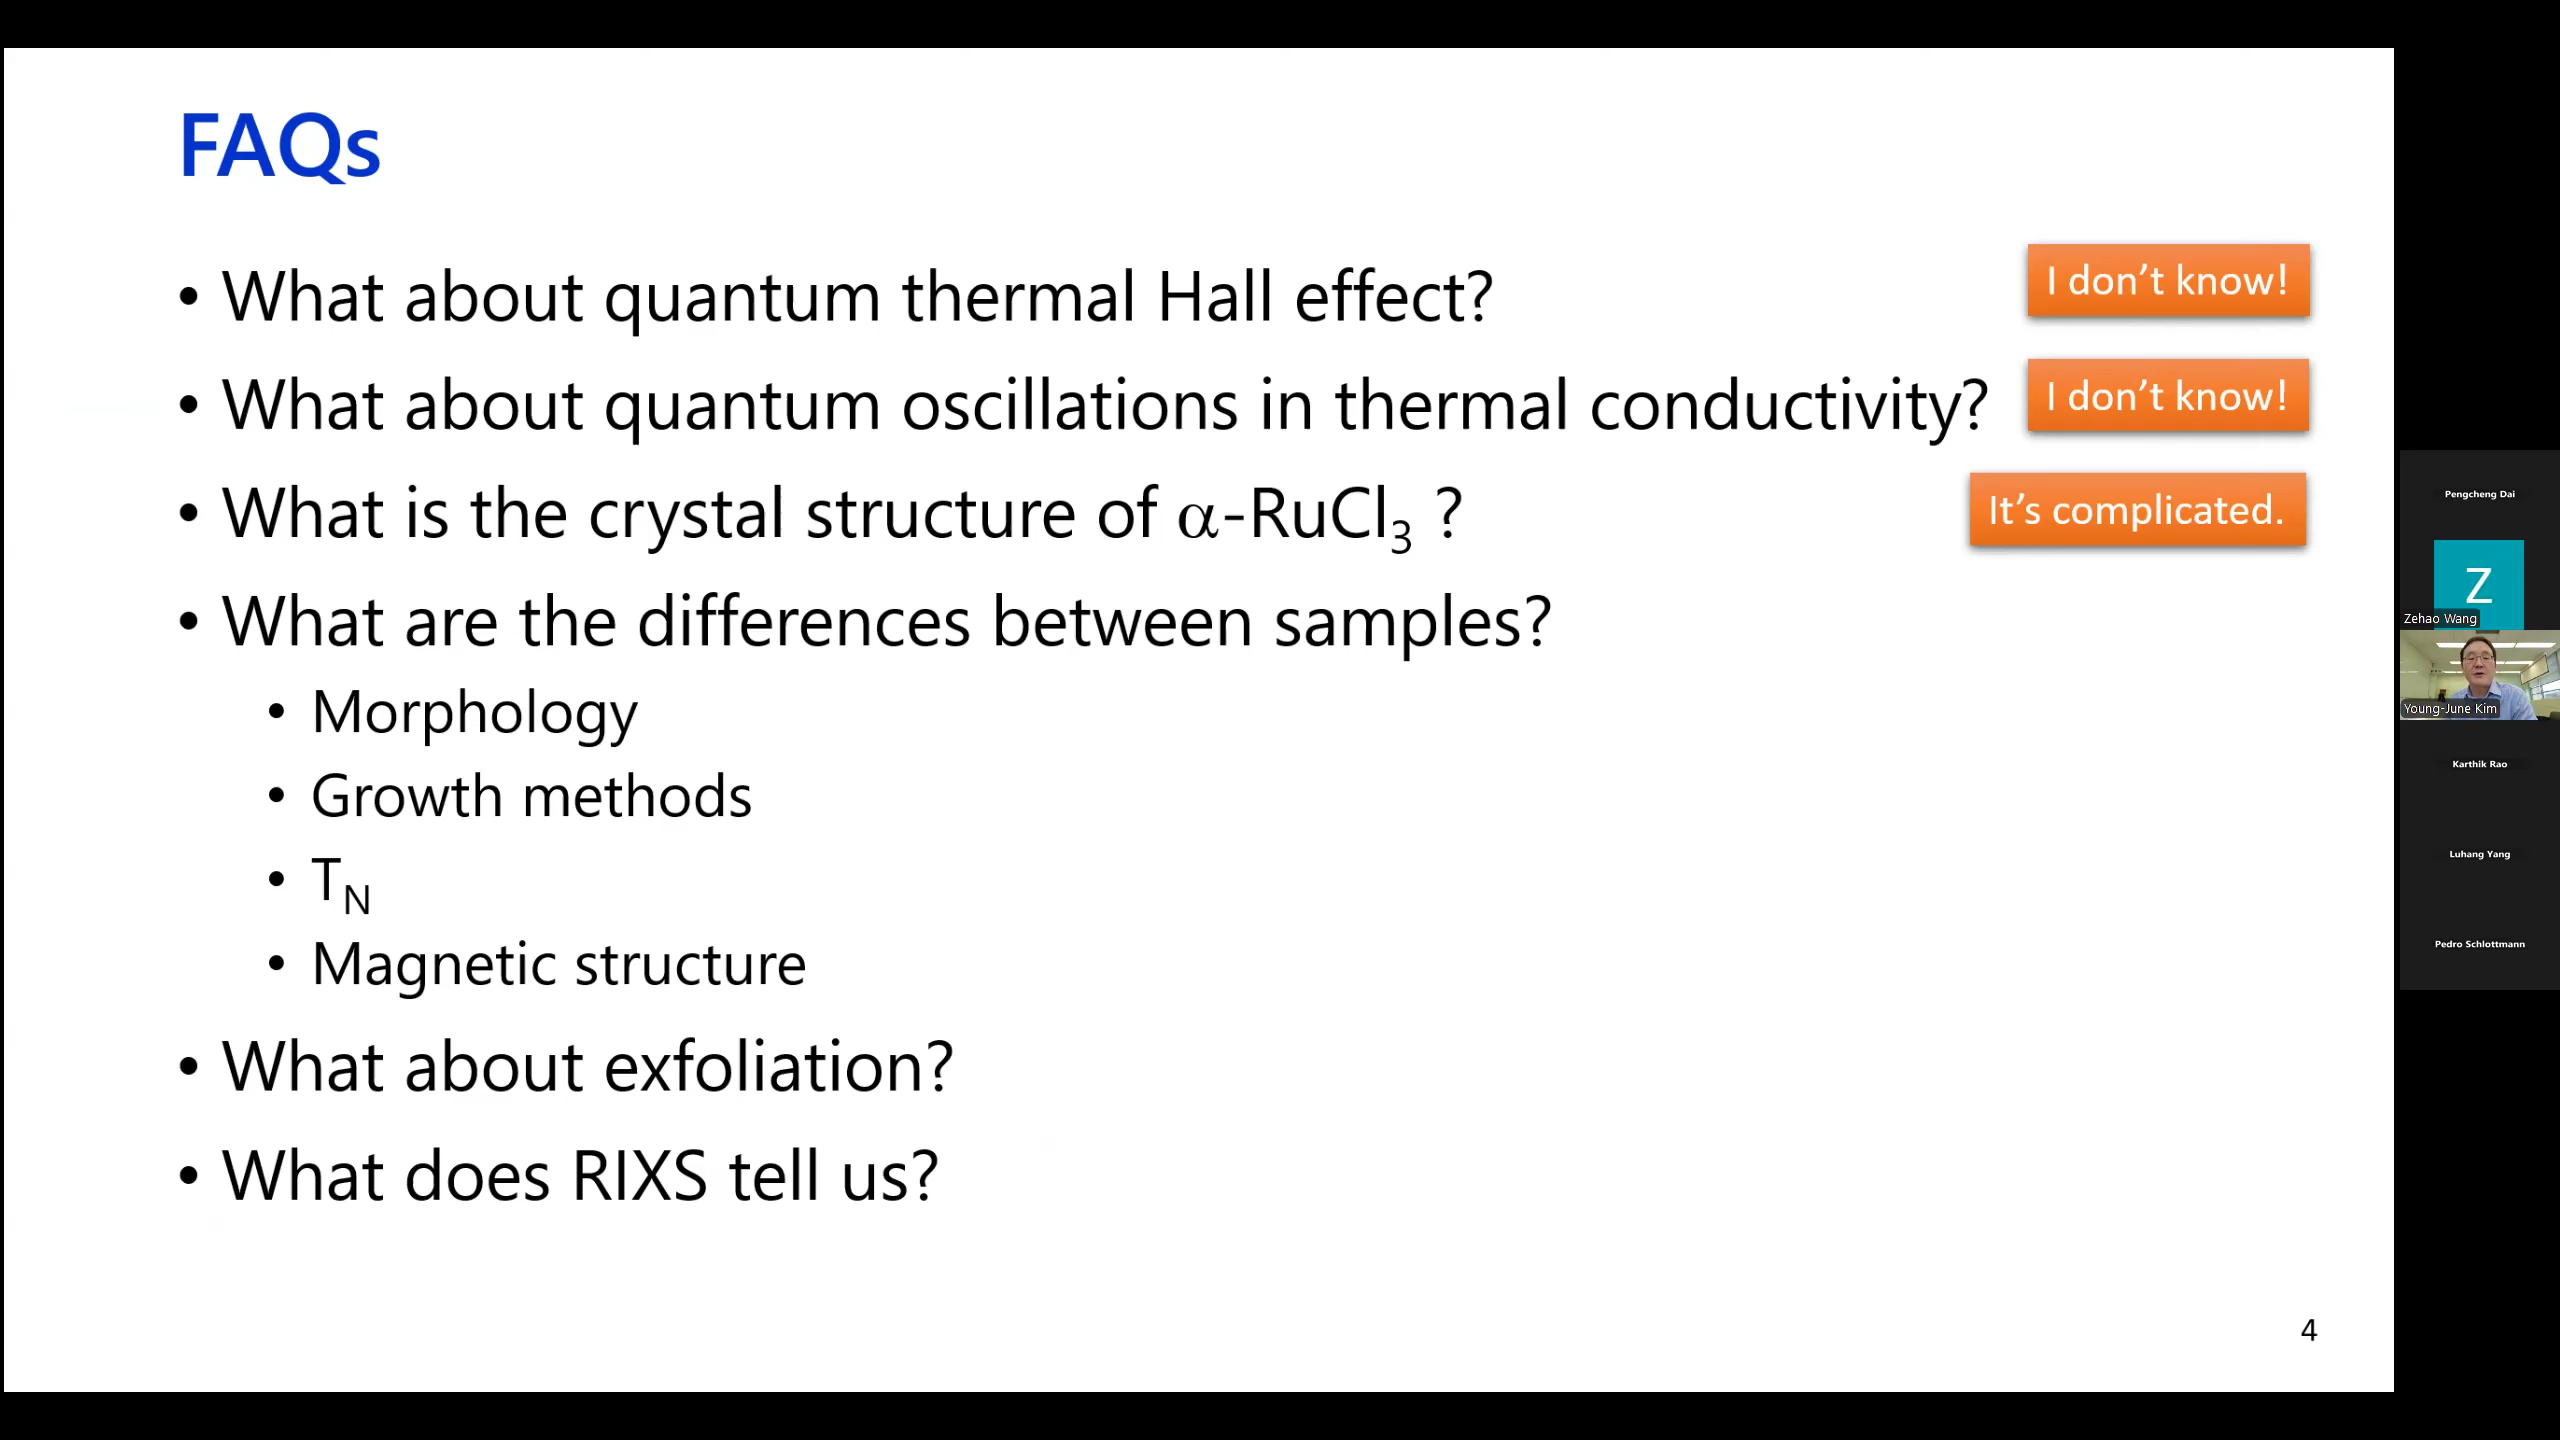 FAQs
• What about quantum thermal Hall effect?
I don't know!
• What about quantum oscillations in thermal conductivity?
I don't know!
• What is the crystal structure of α-RuCl₃ ?
It's complicated.
• What are the differences between samples?
• Morphology
• Growth methods
• T_N
• Magnetic structure
• What about exfoliation?
• What does RIXS tell us?
4
Pengcheng Dai
Z
Zehao Wang
Young-June Kim
Karthik Rao
Luhang Yang
Pedro Schlottmann